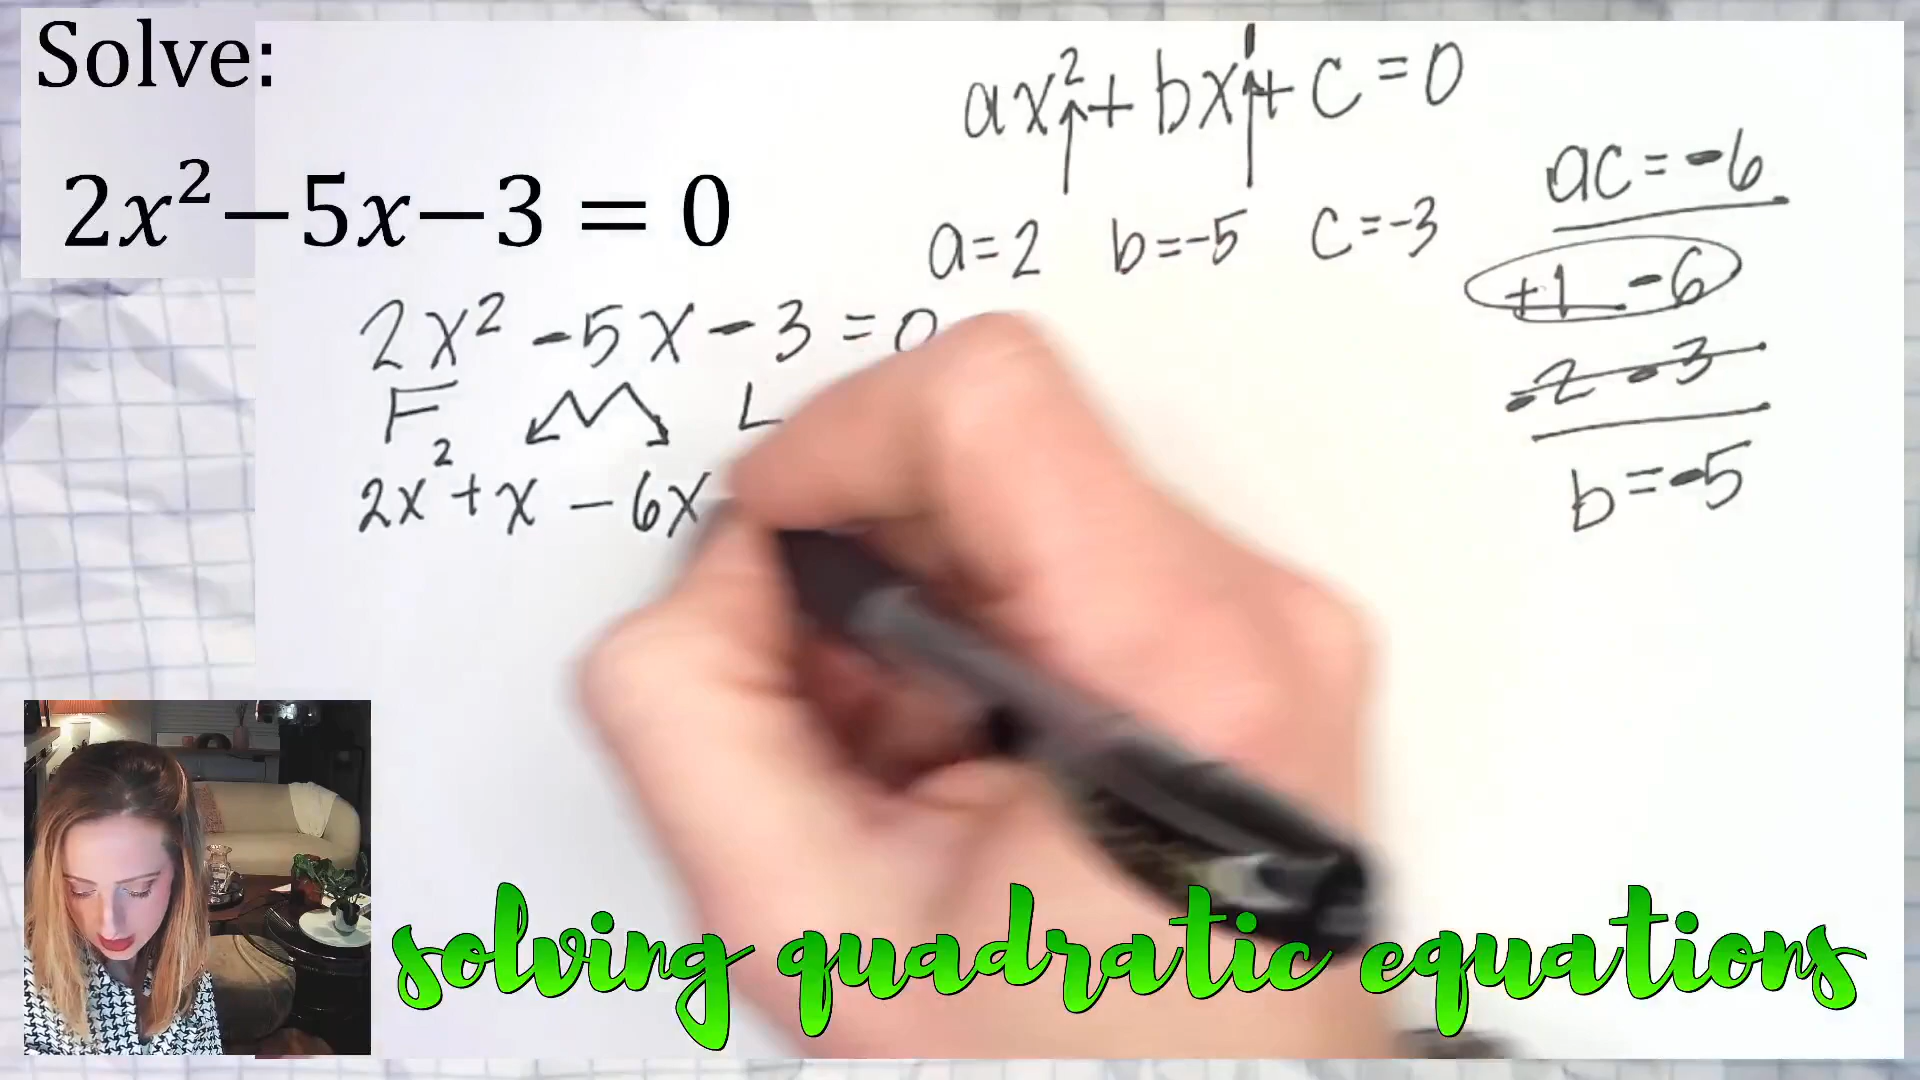 Solve:
2x²−5x−3 = 0
ax²+ bx¹+ c = 0
a=2 b=-5 c=-3
ac=-6
+1 -6
-2 -3
b=-5
2x² -5x - 3 = 0
F M L
2x²+ x - 6x
solving quadratic equations